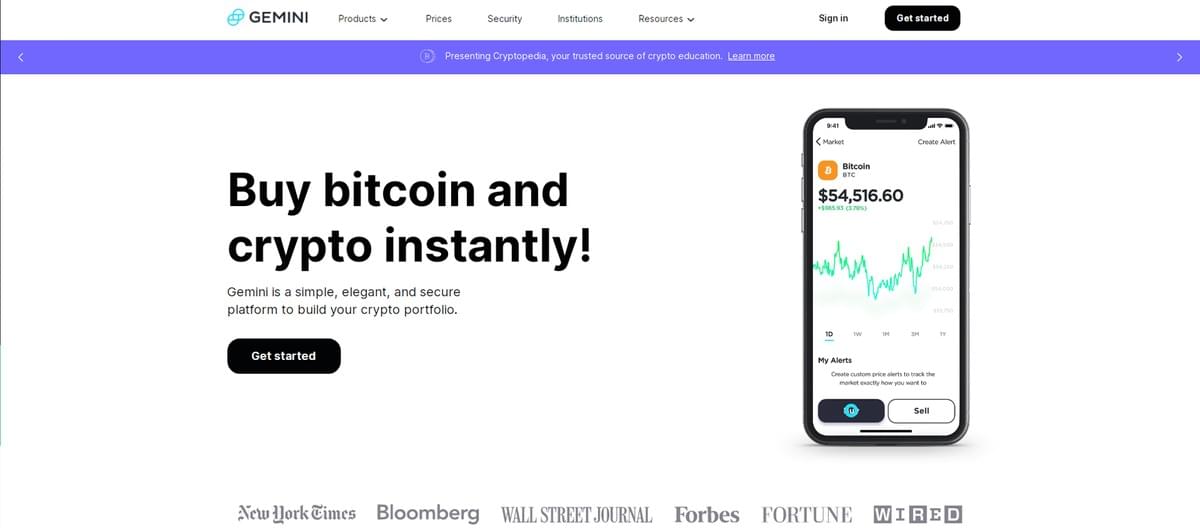 GEMINI
Products
Prices
Security
Institutions
Resources
Sign in
Get started
Presenting Cryptopedia, your trusted source of crypto education. Learn more
Buy bitcoin and
crypto instantly!
Gemini is a simple, elegant, and secure
platform to build your crypto portfolio.
Get started
9:41
Market
Create Alert
Bitcoin
BTC
$54,516.60
(3.78%)
1D
1W
1M
3M
1Y
My Alerts
Create custom price alerts to track the
market exactly how you want to
Sell
New York Times
Bloomberg
WALL STREET JOURNAL
Forbes
FORTUNE
WIRED